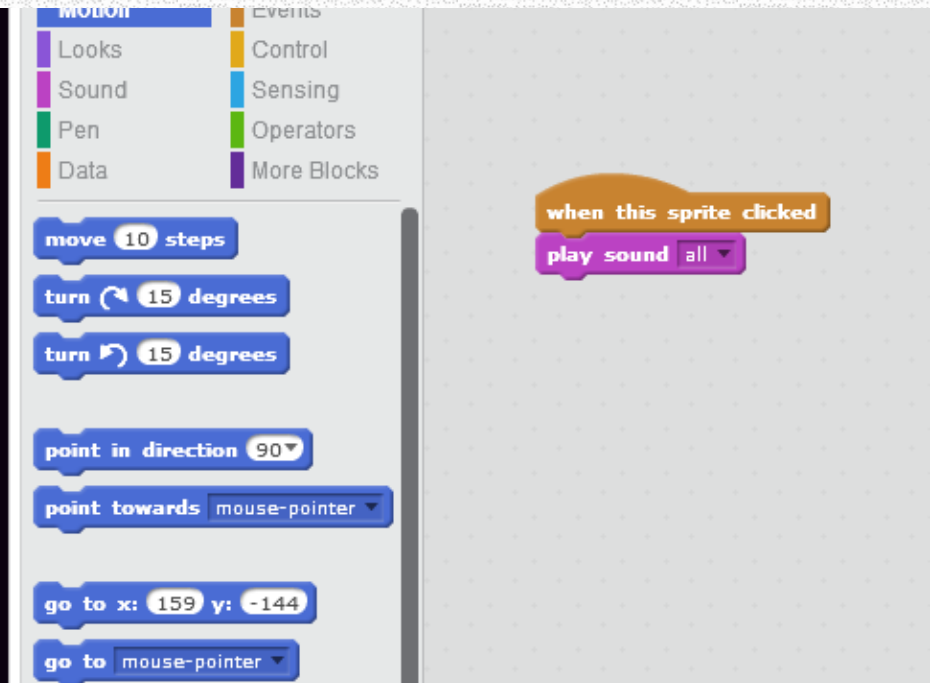 Motion Events
Looks Control
Sound Sensing
Pen Operators
Data More Blocks
move 10 steps
turn 15 degrees
turn 15 degrees
point in direction 90
point towards mouse-pointer
go to x: 159 y: -144
go to mouse-pointer
when this sprite clicked
play sound all